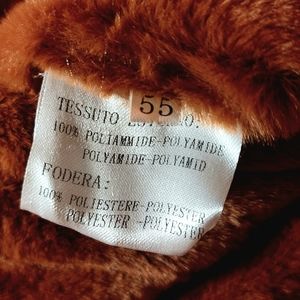 55
TESSUTO
100% POLIAMMIDE-POLYAMIDE
POLYAMIDE-POLYAMID
FODERA:
100% POLIESTERE-POLYESTER
POLYESTER -POLYESTER